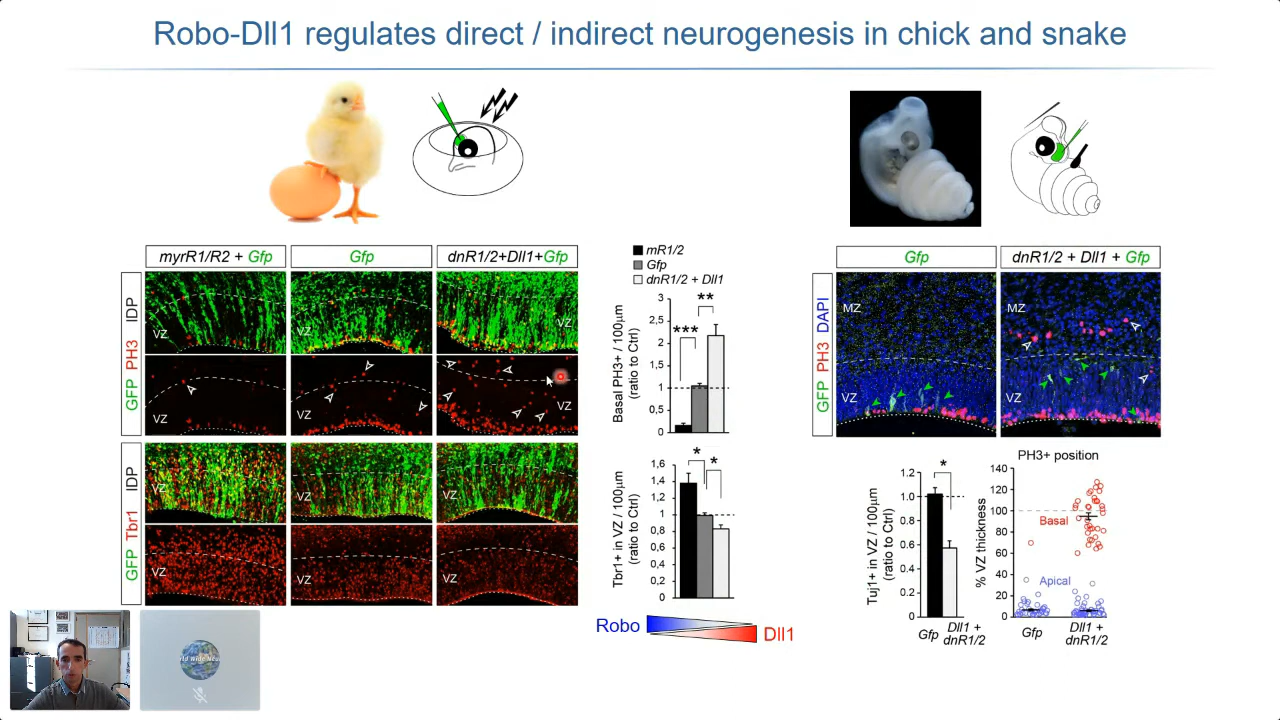 Robo-Dll1 regulates direct / indirect neurogenesis in chick and snake
myrR1/R2 + Gfp
Gfp
dnR1/2+Dll1+Gfp
GFP PH3 IDP
VZ
VZ
VZ
VZ
VZ
GFP Tbr1 IDP
VZ
VZ
VZ
VZ
VZ
VZ
mR1/2
Gfp
dnR1/2 + Dll1
Basal PH3+ / 100µm
(ratio to Ctrl)
3
2,5
2
1,5
1
0,5
0
***
**
Tbr1+ in VZ / 100µm
(ratio to Ctrl)
1,6
1,4
1,2
1
0,8
0,6
0,4
0,2
0
*
*
Robo
Dll1
Gfp
dnR1/2 + Dll1 + Gfp
GFP PH3 DAPI
MZ
VZ
MZ
VZ
Tuj1+ in VZ / 100µm
(ratio to Ctrl)
1.2
1.0
0.8
0.6
0.4
0.2
0
*
Gfp
Dll1 +
dnR1/2
PH3+ position
% VZ thickness
140
120
100
80
60
40
20
0
Basal
Apical
Gfp
Dll1 +
dnR1/2